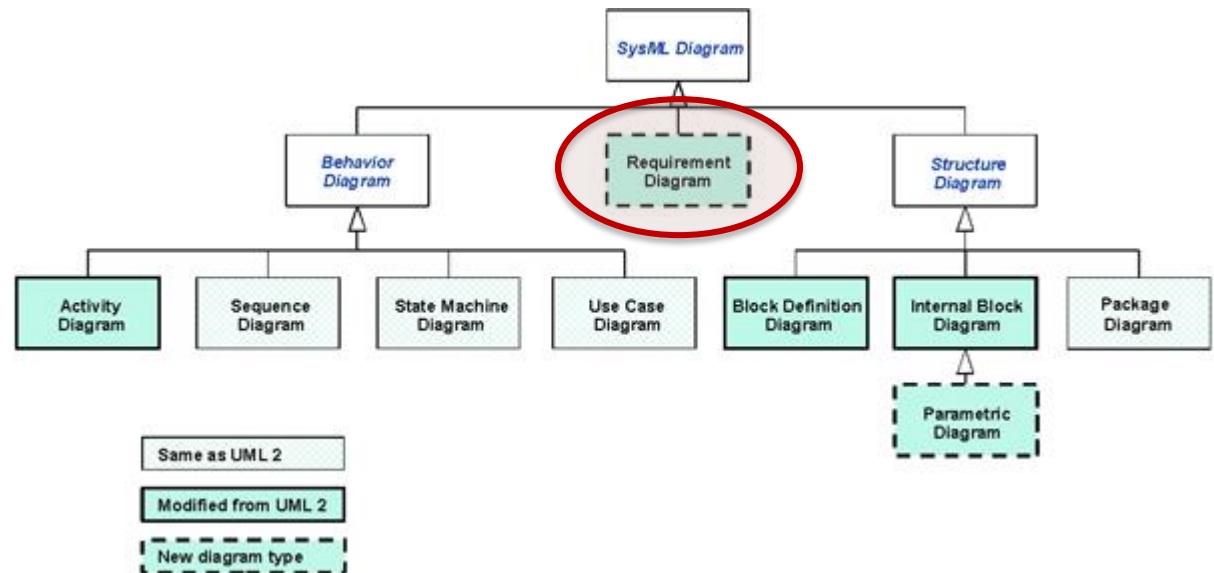 SysML Diagram
Behavior
Diagram
Requirement
Diagram
Structure
Diagram
Activity
Diagram
Sequence
Diagram
State Machine
Diagram
Use Case
Diagram
Block Definition
Diagram
Internal Block
Diagram
Package
Diagram
Parametric
Diagram
Same as UML 2
Modified from UML 2
New diagram type